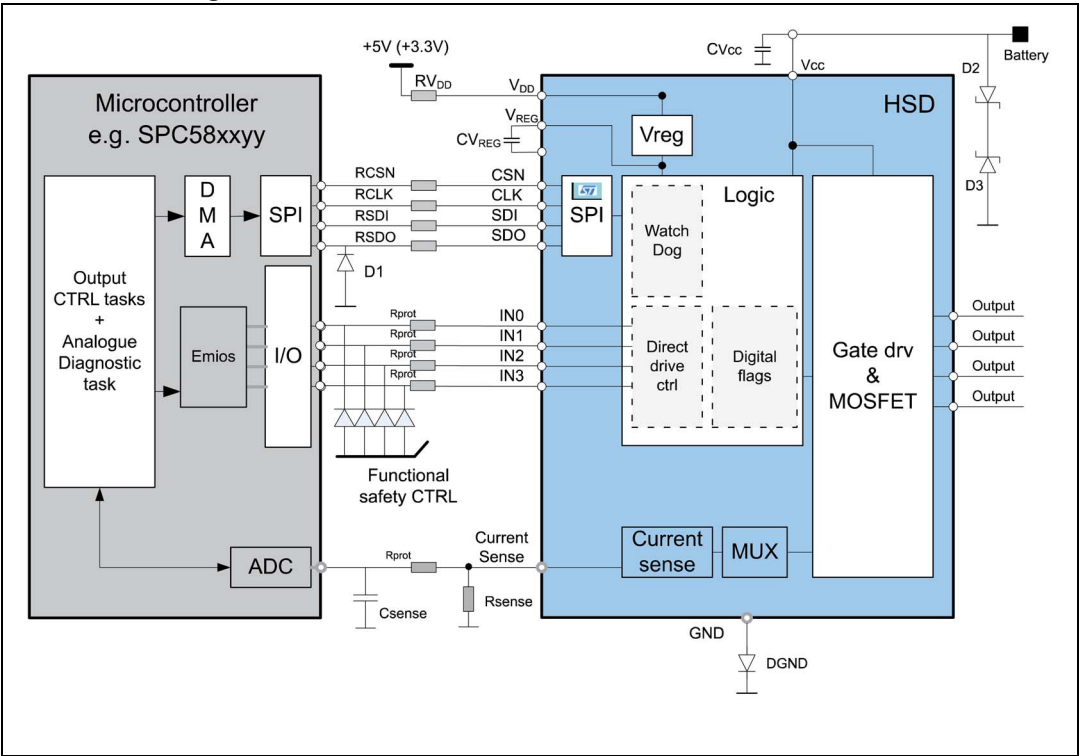 +5V (+3.3V)
RVDD
VDD
VREG
CVREG
CVcc
Vcc
Battery
D2
D3
Microcontroller
e.g. SPC58xxyy
HSD
Vreg
RCSN
RCLK
RSDI
RSDO
CSN
CLK
SDI
SDO
D
M
A
SPI
ST
SPI
Logic
Watch
Dog
D1
Output
CTRL tasks
+
Analogue
Diagnostic
task
Emios
I/O
Rprot
Rprot
Rprot
Rprot
IN0
IN1
IN2
IN3
Direct
drive
ctrl
Digital
flags
Gate drv
&
MOSFET
Output
Output
Output
Output
Functional
safety CTRL
ADC
Rprot
Current
Sense
Csense
Rsense
Current
sense
MUX
GND
DGND